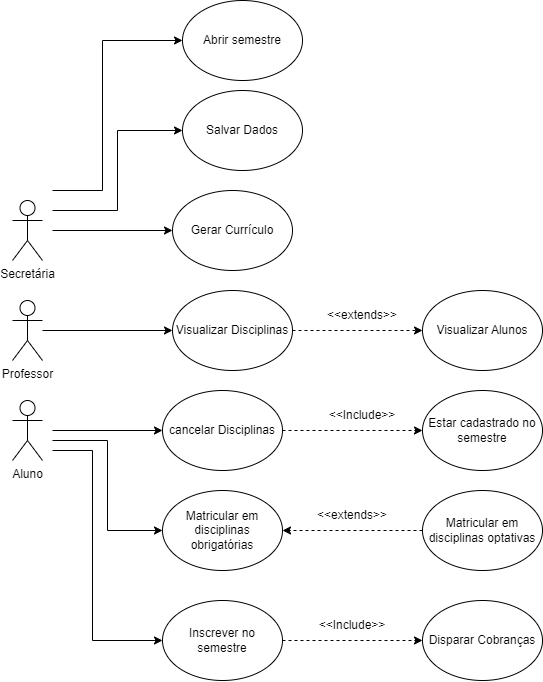 Abrir semestre
Salvar Dados
Gerar Currículo
Secretária
Visualizar Disciplinas
<<extends>>
Visualizar Alunos
Professor
cancelar Disciplinas
<<Include>>
Estar cadastrado no
semestre
Aluno
Matricular em
disciplinas
obrigatórias
<<extends>>
Matricular em
disciplinas optativas
Inscrever no
semestre
<<Include>>
Disparar Cobranças